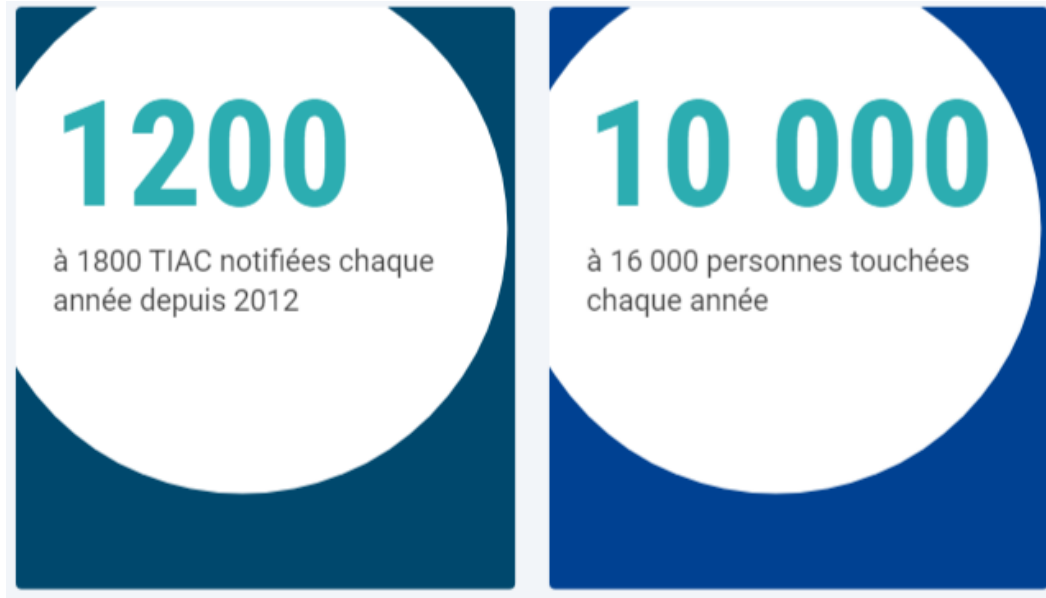 1200
à 1800 TIAC notifiées chaque
année depuis 2012
10 000
à 16 000 personnes touchées
chaque année